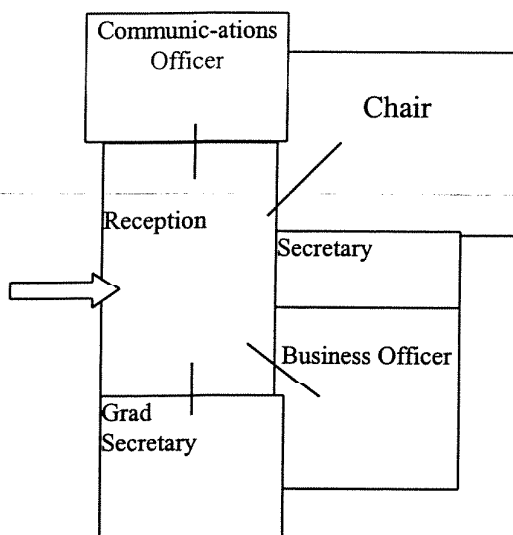 Communic-ations
Officer
Chair
Reception
Secretary
Business Officer
Grad
Secretary